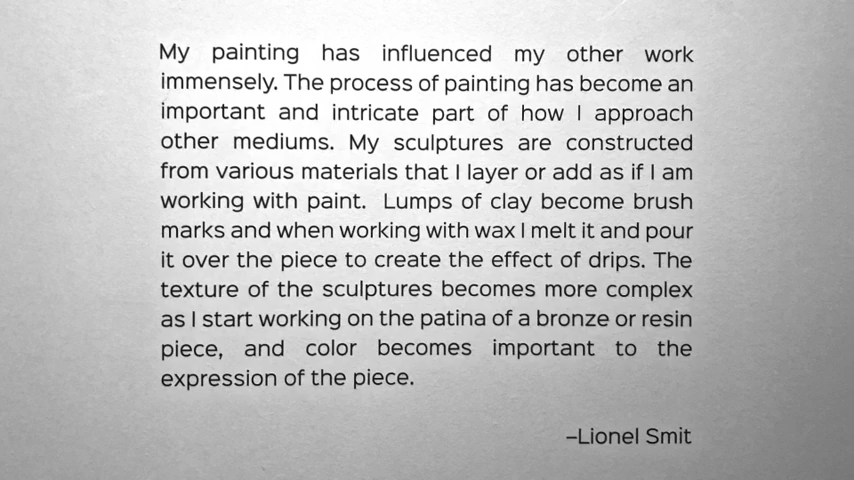 My painting has influenced my other work
immensely. The process of painting has become an
important and intricate part of how I approach
other mediums. My sculptures are constructed
from various materials that I layer or add as if I am
working with paint.  Lumps of clay become brush
marks and when working with wax I melt it and pour
it over the piece to create the effect of drips. The
texture of the sculptures becomes more complex
as I start working on the patina of a bronze or resin
piece, and color becomes important to the
expression of the piece.
–Lionel Smit